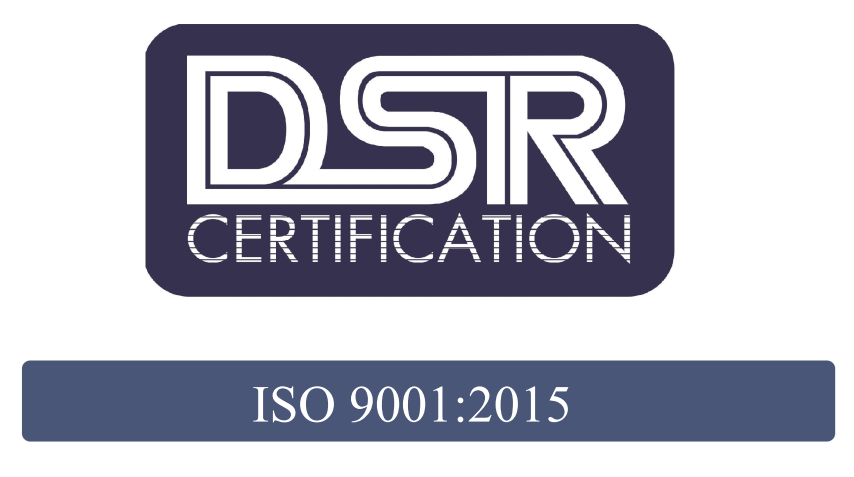 DSR
CERTIFICATION
ISO 9001:2015